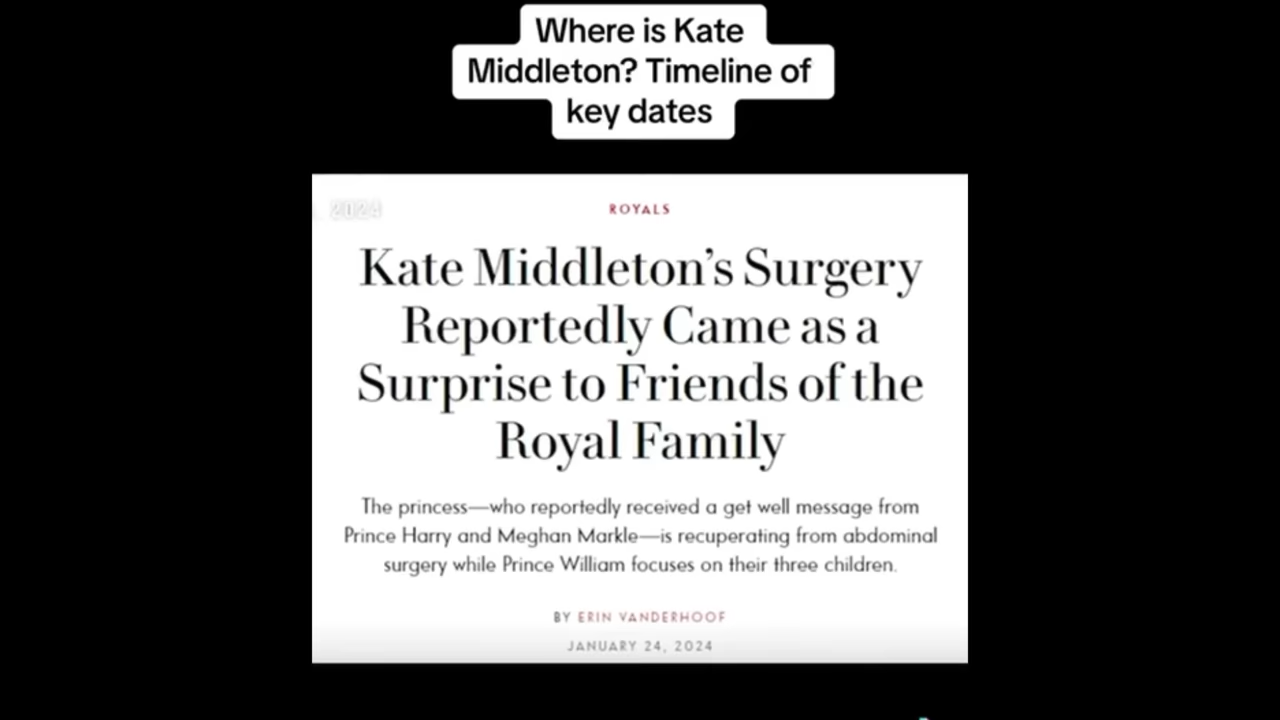 Where is Kate
Middleton? Timeline of
key dates
, 2024
ROYALS
Kate Middleton's Surgery
Reportedly Came as a
Surprise to Friends of the
Royal Family
The princess—who reportedly received a get well message from
Prince Harry and Meghan Markle—is recuperating from abdominal
surgery while Prince William focuses on their three children.
BY ERIN VANDERHOOF
JANUARY 24, 2024